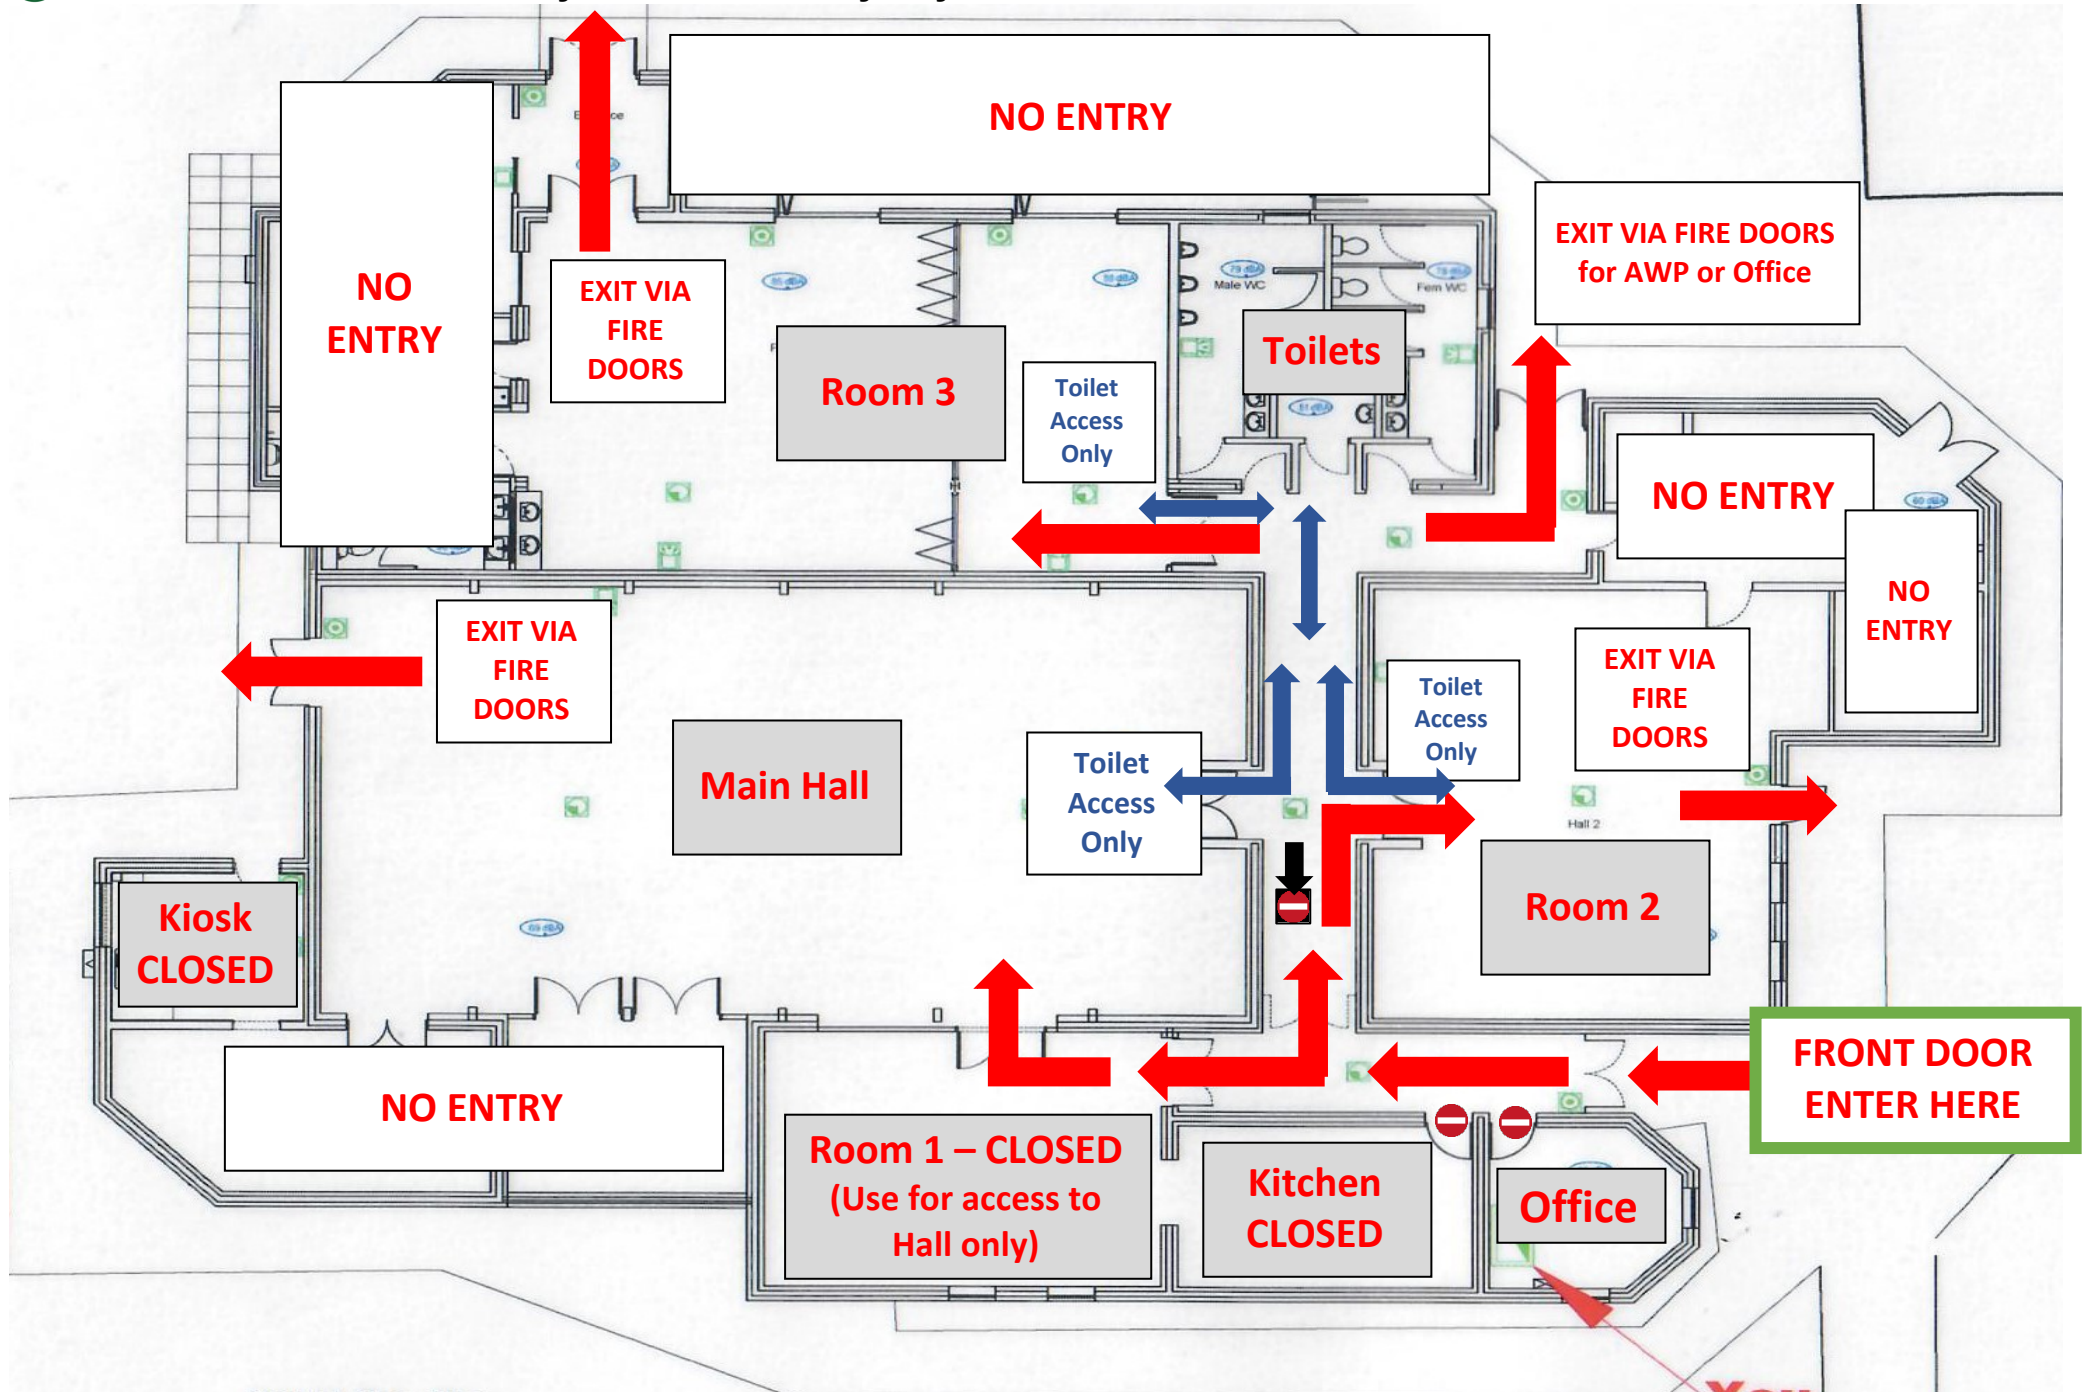 NO ENTRY
NO
ENTRY
EXIT VIA
FIRE
DOORS
EXIT VIA FIRE DOORS
for AWP or Office
Male WC
Fem WC
Toilets
Room 3
Toilet
Access
Only
NO ENTRY
NO
ENTRY
EXIT VIA
FIRE
DOORS
Main Hall
Toilet
Access
Only
Toilet
Access
Only
EXIT VIA
FIRE
DOORS
Hall 2
Room 2
Kiosk
CLOSED
NO ENTRY
Room 1 – CLOSED
(Use for access to
Hall only)
Kitchen
CLOSED
Office
FRONT DOOR
ENTER HERE